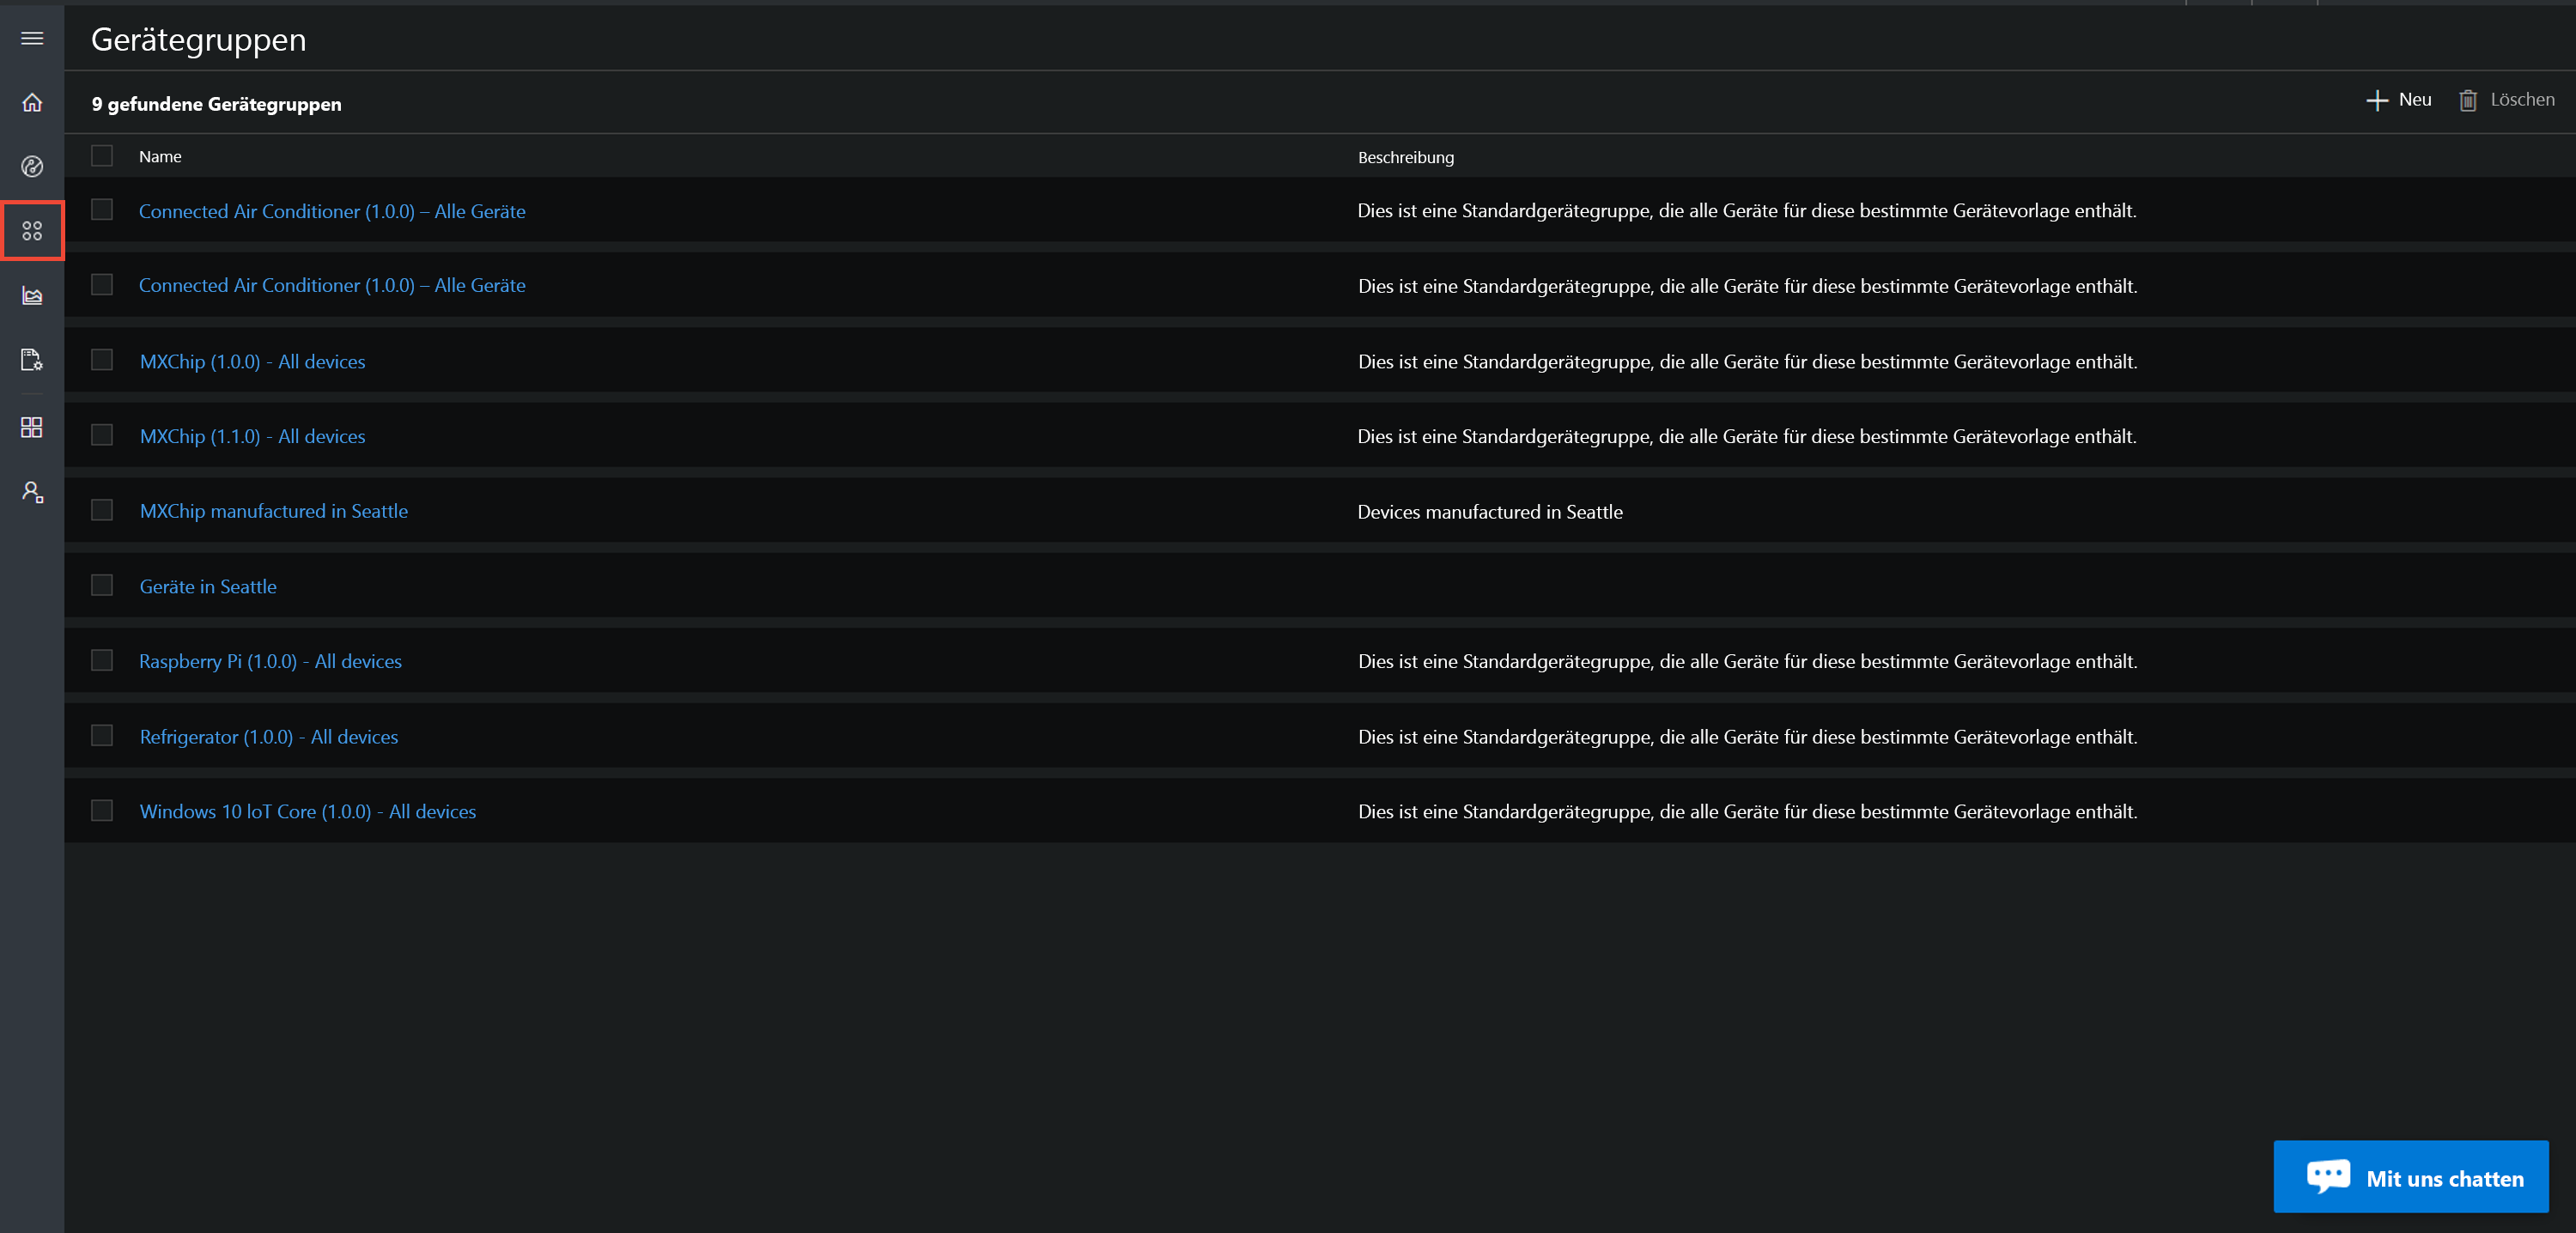 Gerätegruppen
9 gefundene Gerätegruppen
Neu Löschen
Name Beschreibung
Connected Air Conditioner (1.0.0) – Alle Geräte Dies ist eine Standardgerätegruppe, die alle Geräte für diese bestimmte Gerätevorlage enthält.
Connected Air Conditioner (1.0.0) – Alle Geräte Dies ist eine Standardgerätegruppe, die alle Geräte für diese bestimmte Gerätevorlage enthält.
MXChip (1.0.0) - All devices Dies ist eine Standardgerätegruppe, die alle Geräte für diese bestimmte Gerätevorlage enthält.
MXChip (1.1.0) - All devices Dies ist eine Standardgerätegruppe, die alle Geräte für diese bestimmte Gerätevorlage enthält.
MXChip manufactured in Seattle Devices manufactured in Seattle
Geräte in Seattle
Raspberry Pi (1.0.0) - All devices Dies ist eine Standardgerätegruppe, die alle Geräte für diese bestimmte Gerätevorlage enthält.
Refrigerator (1.0.0) - All devices Dies ist eine Standardgerätegruppe, die alle Geräte für diese bestimmte Gerätevorlage enthält.
Windows 10 loT Core (1.0.0) - All devices Dies ist eine Standardgerätegruppe, die alle Geräte für diese bestimmte Gerätevorlage enthält.
Mit uns chatten